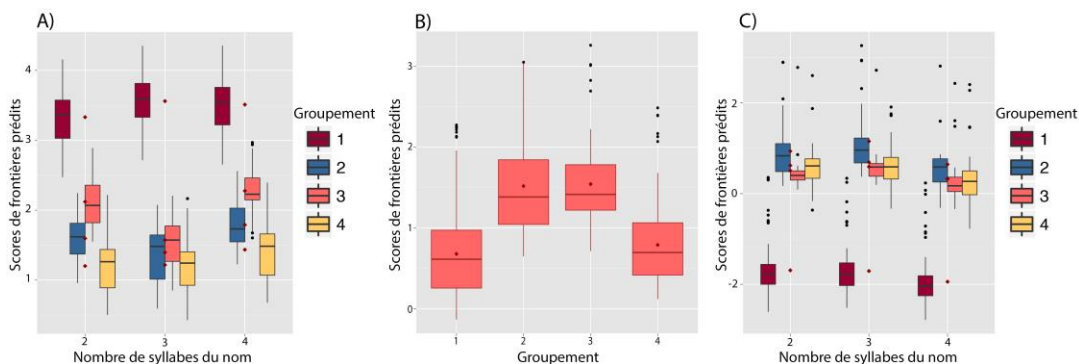 A)
Scores de frontières prédits
4
3
2
1
2
3
4
Nombre de syllabes du nom
Groupement
1
2
3
4
B)
Scores de frontières prédits
3
2
1
0
1
2
3
4
Groupement
C)
Scores de frontières prédits
2
0
-2
2
3
4
Nombre de syllabes du nom
Groupement
1
2
3
4